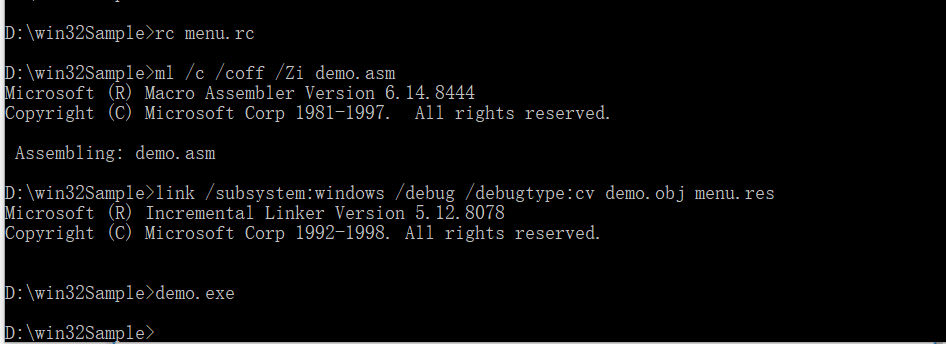 D:\win32Sample>rc menu.rc
D:\win32Sample>ml /c /coff /Zi demo.asm
Microsoft (R) Macro Assembler Version 6.14.8444
Copyright (C) Microsoft Corp 1981-1997.  All rights reserved.
 Assembling: demo.asm
D:\win32Sample>link /subsystem:windows /debug /debugtype:cv demo.obj menu.res
Microsoft (R) Incremental Linker Version 5.12.8078
Copyright (C) Microsoft Corp 1992-1998. All rights reserved.
D:\win32Sample>demo.exe
D:\win32Sample>